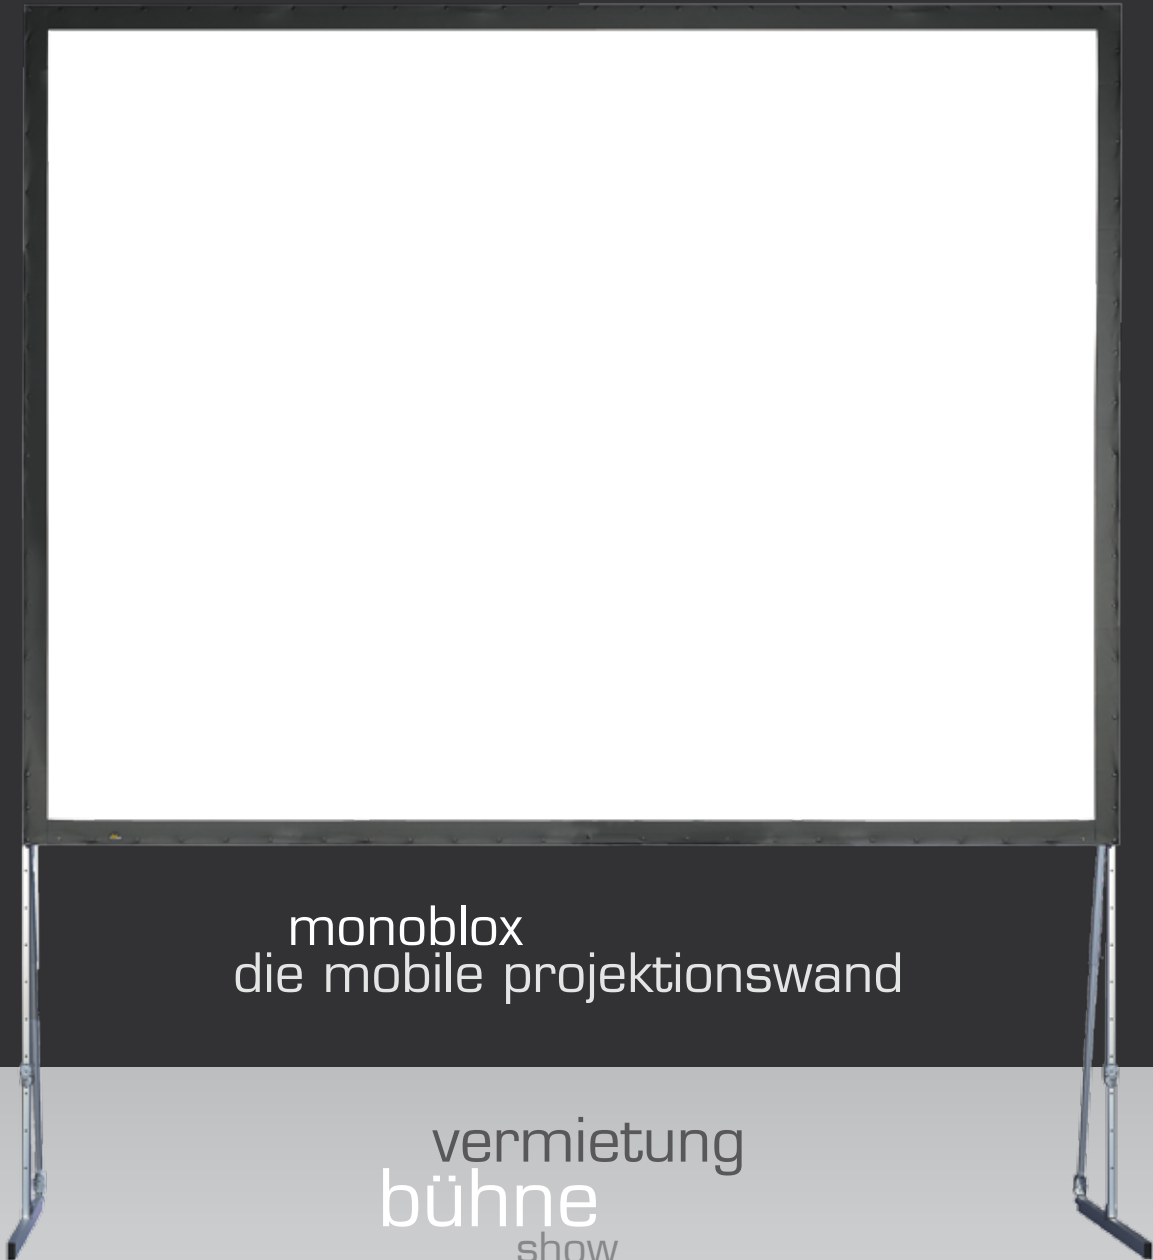 monoblox
die mobile projektionswand
vermietung
bühne
show